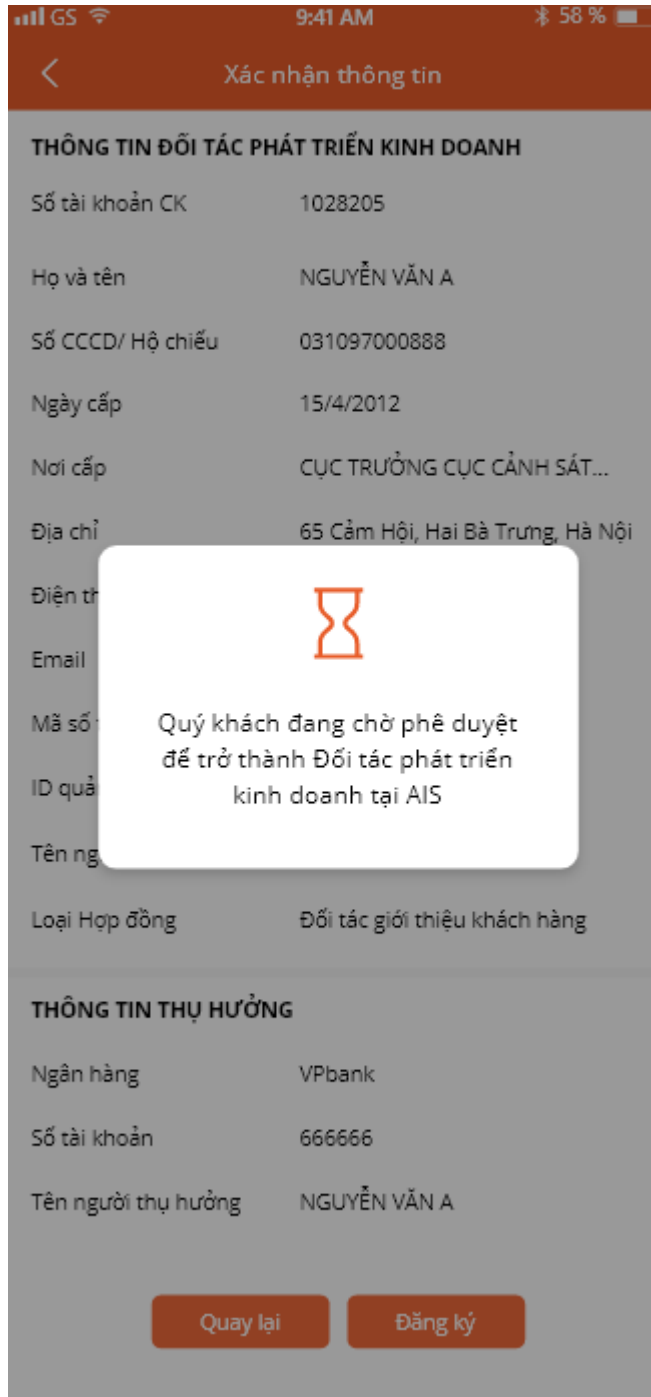 GS 9:41 AM 58 %
Xác nhận thông tin
THÔNG TIN ĐỐI TÁC PHÁT TRIỂN KINH DOANH
Số tài khoản CK 1028205
Họ và tên NGUYỄN VĂN A
Số CCCD/ Hộ chiếu 031097000888
Ngày cấp 15/4/2012
Nơi cấp CỤC TRƯỞNG CỤC CẢNH SÁT...
Địa chỉ 65 Cảm Hội, Hai Bà Trưng, Hà Nội
Điện
Email
Mã số
ID
Tên
Quý khách đang chờ phê duyệt
để trở thành Đối tác phát triển
kinh doanh tại AIS
Loại Hợp đồng Đối tác giới thiệu khách hàng
THÔNG TIN THỤ HƯỞNG
Ngân hàng VPbank
Số tài khoản 666666
Tên người thụ hưởng NGUYỄN VĂN A
Quay lại Đăng ký